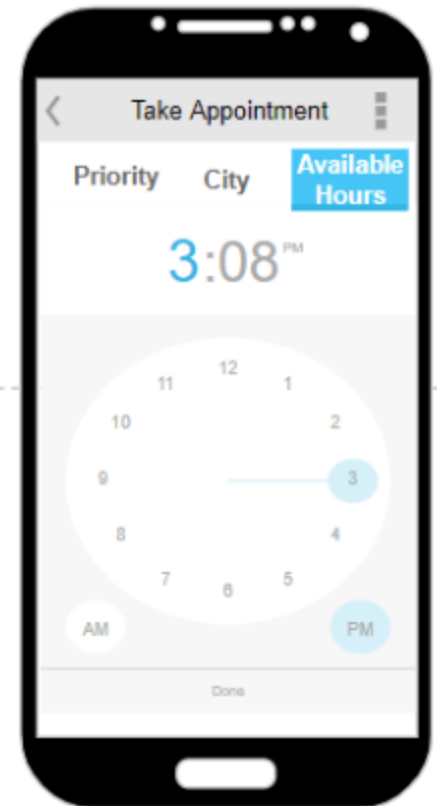 Take Appointment
Priority City Available Hours
3:08 PM
12
11 1
10 2
9 3
8 4
7 5
6
AM PM
Done